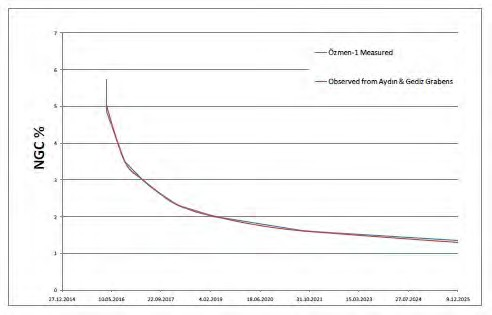 7
Özmen-1 Measured
6
Observed from Aydın & Gediz Grabens
5
NGC %
4
3
2
1
0
27.12.2014 10.05.2016 22.09.2017 4.02.2019 18.06.2020 31.10.2021 15.03.2023 27.07.2024 9.12.2025